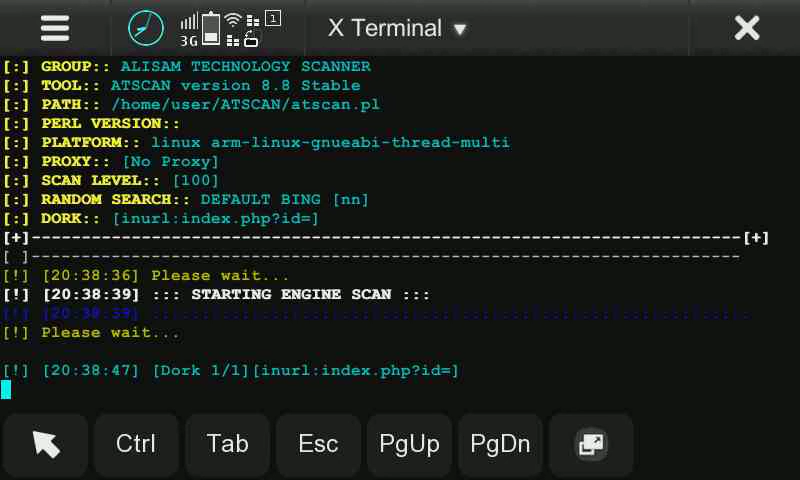 3G 1 X Terminal
[:] GROUP:: ALISAM TECHNOLOGY SCANNER
[:] TOOL:: ATSCAN version 8.8 Stable
[:] PATH:: /home/user/ATSCAN/atscan.pl
[:] PERL VERSION::
[:] PLATFORM:: linux arm-linux-gnueabi-thread-multi
[:] PROXY:: [No Proxy]
[:] SCAN LEVEL:: [100]
[:] RANDOM SEARCH:: DEFAULT BING [nn]
[:] DORK:: [inurl:index.php?id=]
[+]-----------------------------------------------------------------------[+]
[ ]-----------------------------------------------------------------------
[!] [20:38:36] Please wait...
[!] [20:38:39] ::: STARTING ENGINE SCAN :::
[!] [20:38:39] ::::::::::::::::::::::::::::::::::::::::::::::::::::::::::::
[!] Please wait...
[!] [20:38:47] [Dork 1/1][inurl:index.php?id=]
Ctrl Tab Esc PgUp PgDn